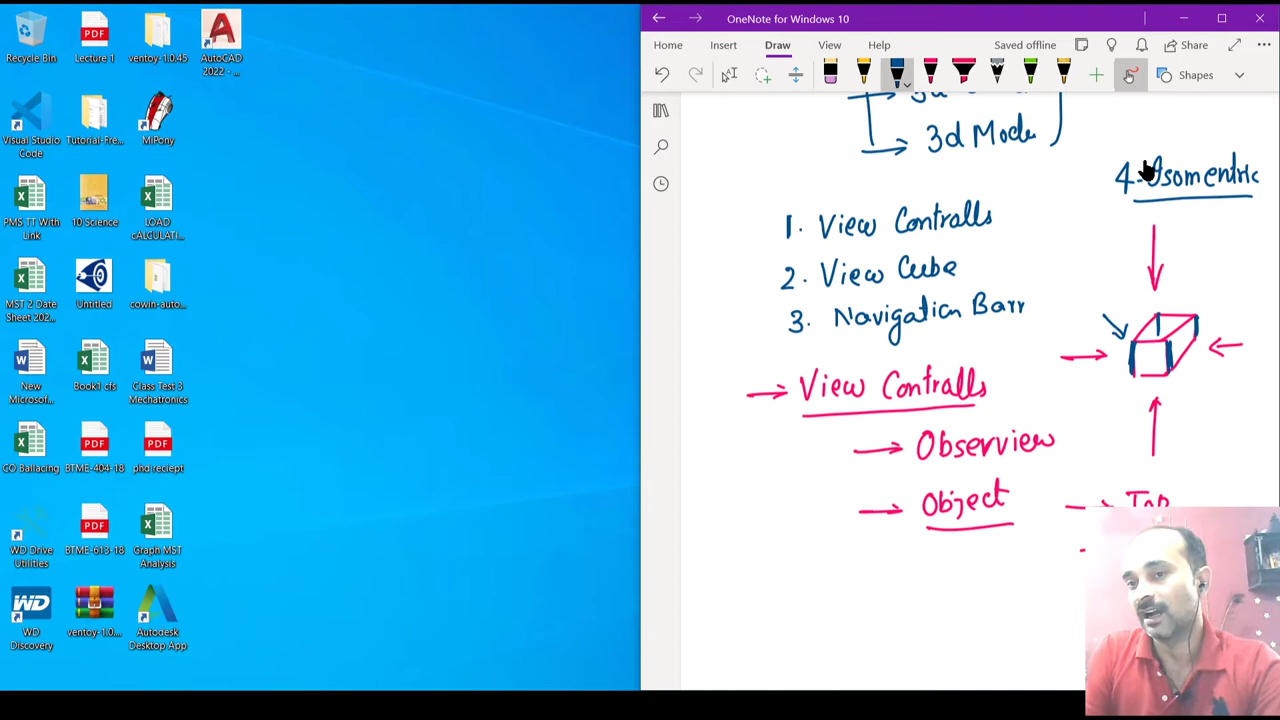 Recycle Bin
Lecture 1
ventoy-1.0.45
AutoCAD 2022 - ...
Visual Studio Code
Tutorial-Fre...
MiPony
PMS TT With Link
10 Science
LOAD cALCULATI...
MST 2 Date Sheet 202...
Untitled
cowin-auto...
New Microsof...
Book1 cfs
Class Test 3 Mechatronics
CO Ballacing
BTME-404-18
phd reciept
WD Drive Utilities
BTME-613-18
Graph MST Analysis
WD Discovery
ventoy-1.0...
Autodesk Desktop App
OneNote for Windows 10
Home Insert Draw View Help Saved offline Share
Shapes
3d Mode
4. Isomentric
1. View Contralls
2. View Cube
3. Navigation Barr
View Contralls
Obserview
Object
Top